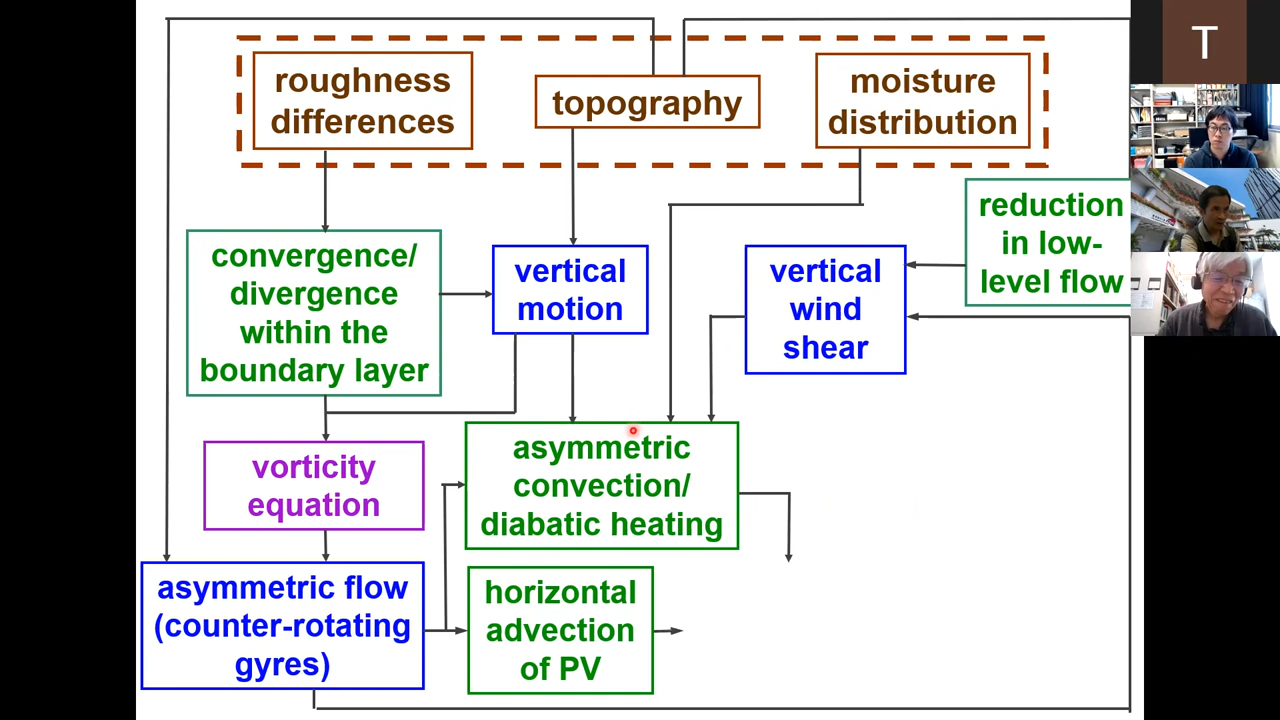 roughness
differences
topography
moisture
distribution
T
reduction
in low-
level flow
convergence/
divergence
within the
boundary layer
vertical
motion
vertical
wind
shear
vorticity
equation
asymmetric
convection/
diabatic heating
asymmetric flow
(counter-rotating
gyres)
horizontal
advection
of PV